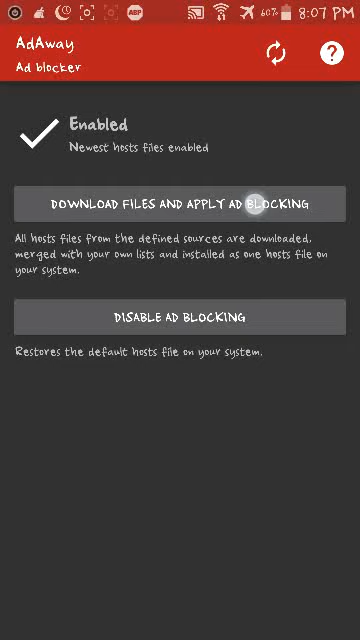 ABP 60% 8:07 PM
AdAway
Ad blocker
?
Enabled
Newest hosts files enabled
DOWNLOAD FILES AND APPLY AD BLOCKING
All hosts files from the defined sources are downloaded,
merged with your own lists and installed as one hosts file on
your system.
DISABLE AD BLOCKING
Restores the default hosts file on your system.